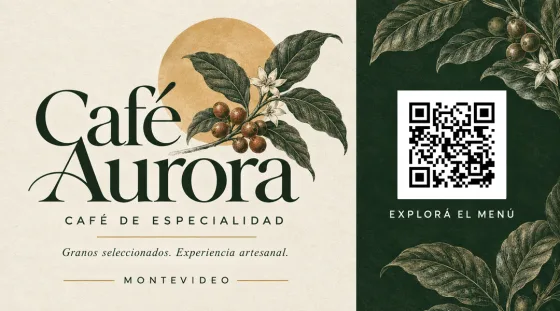 Café
Aurora
CAFÉ DE ESPECIALIDAD
Granos seleccionados. Experiencia artesanal.
MONTEVIDEO
EXPLORÁ EL MENÚ